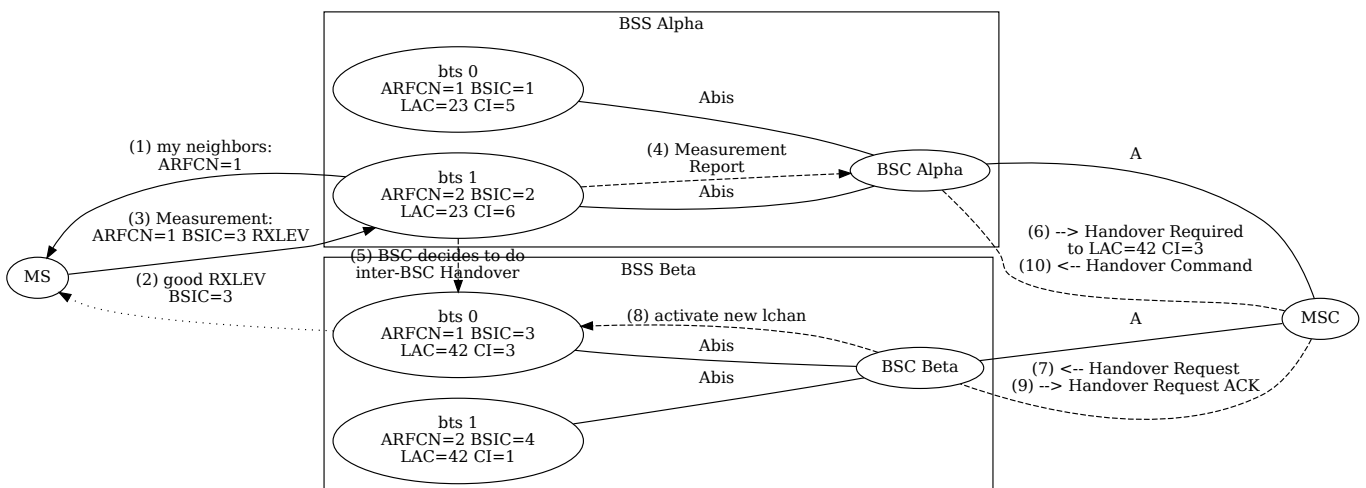 BSS Alpha
bts 0
ARFCN=1 BSIC=1
LAC=23 CI=5
Abis
(1) my neighbors:
ARFCN=1
(4) Measurement
Report
A
bts 1
ARFCN=2 BSIC=2
LAC=23 CI=6
Abis
BSC Alpha
(3) Measurement:
ARFCN=1 BSIC=3 RXLEV
(6) --> Handover Required
to LAC=42 CI=3
(10) <-- Handover Command
(5) BSC decides to do
inter-BSC Handover
MS
(2) good RXLEV
BSIC=3
BSS Beta
bts 0
ARFCN=1 BSIC=3
LAC=42 CI=3
(8) activate new lchan
A
MSC
Abis
BSC Beta
(7) <-- Handover Request
(9) --> Handover Request ACK
Abis
bts 1
ARFCN=2 BSIC=4
LAC=42 CI=1